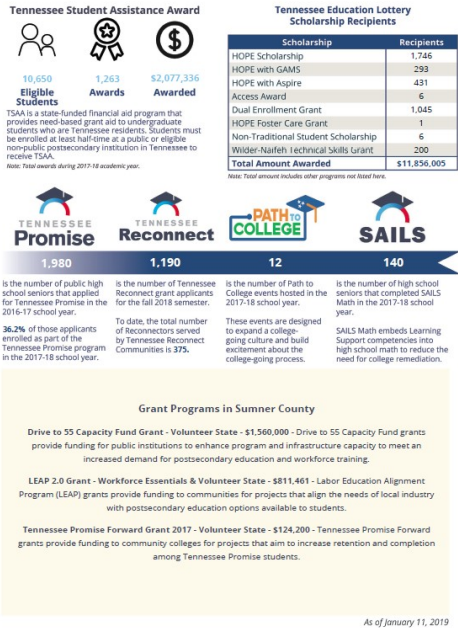 Tennessee Student Assistance Award
10,650
Eligible
Students
1,263
Awards
$2,077,336
Awarded
TSAA is a state-funded financial aid program that
provides need-based grant aid to undergraduate
students who are Tennessee residents. Students must
be enrolled at least half-time at a public or eligible
non-public postsecondary institution in Tennessee to
receive TSAA.
Note: Total awards during 2017-18 academic year.
Tennessee Education Lottery
Scholarship Recipients
Scholarship Recipients
HOPE Scholarship 1,746
HOPE with GAMS 293
HOPE with Aspire 431
Access Award 6
Dual Enrollment Grant 1,045
HOPE Foster Care Grant 1
Non-Traditional Student Scholarship 6
Wilder-Naifeh Technical Skills Grant 200
Total Amount Awarded $11,856,005
Note: Total amount includes other programs not listed here.
TENNESSEE
Promise
1,980
is the number of public high
school seniors that applied
for Tennessee Promise in the
2016-17 school year.
36.2% of those applicants
enrolled as part of the
Tennessee Promise program
in the 2017-18 school year.
TENNESSEE
Reconnect
1,190
is the number of Tennessee
Reconnect grant applicants
for the fall 2018 semester.
To date, the total number
of Reconnectors served
by Tennessee Reconnect
Communities is 375.
PATH TO
COLLEGE
12
is the number of Path to
College events hosted in the
2017-18 school year.
These events are designed
to expand a college-
going culture and build
excitement about the
college-going process.
SAILS
140
is the number of high school
seniors that completed SAILS
Math in the 2017-18 school
year.
SAILS Math embeds Learning
Support competencies into
high school math to reduce the
need for college remediation.
Grant Programs in Sumner County
Drive to 55 Capacity Fund Grant - Volunteer State - $1,560,000 - Drive to 55 Capacity Fund grants
provide funding for public institutions to enhance program and infrastructure capacity to meet an
increased demand for postsecondary education and workforce training.
LEAP 2.0 Grant - Workforce Essentials & Volunteer State - $811,461 - Labor Education Alignment
Program (LEAP) grants provide funding to communities for projects that align the needs of local industry
with postsecondary education options available to students.
Tennessee Promise Forward Grant 2017 - Volunteer State - $124,200 - Tennessee Promise Forward
grants provide funding to community colleges for projects that aim to increase retention and completion
among Tennessee Promise students.
As of January 11, 2019